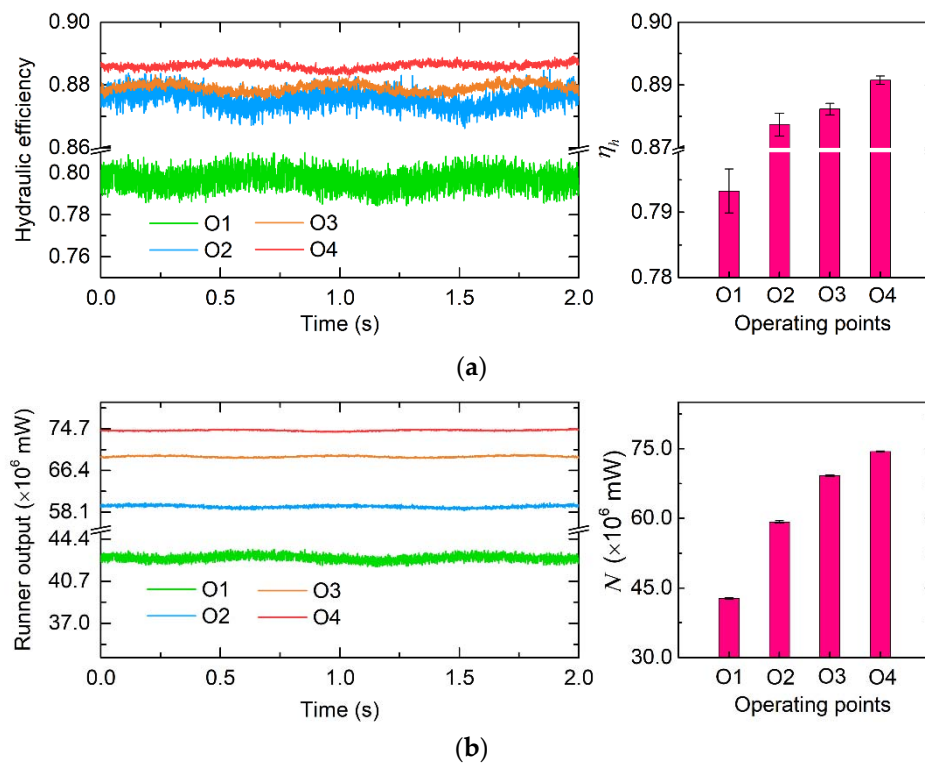 0.90
0.88
0.86
0.80
0.78
0.76
Hydraulic efficiency
O1
O2
O3
O4
0.0 0.5 1.0 1.5 2.0
Time (s)
0.90
0.89
0.87
0.79
0.78
ηh
O1 O2 O3 O4
Operating points
(a)
74.7
66.4
58.1
44.4
40.7
37.0
Runner output (×10⁶ mW)
O1
O2
O3
O4
0.0 0.5 1.0 1.5 2.0
Time (s)
75.0
60.0
45.0
30.0
N (×10⁶ mW)
O1 O2 O3 O4
Operating points
(b)